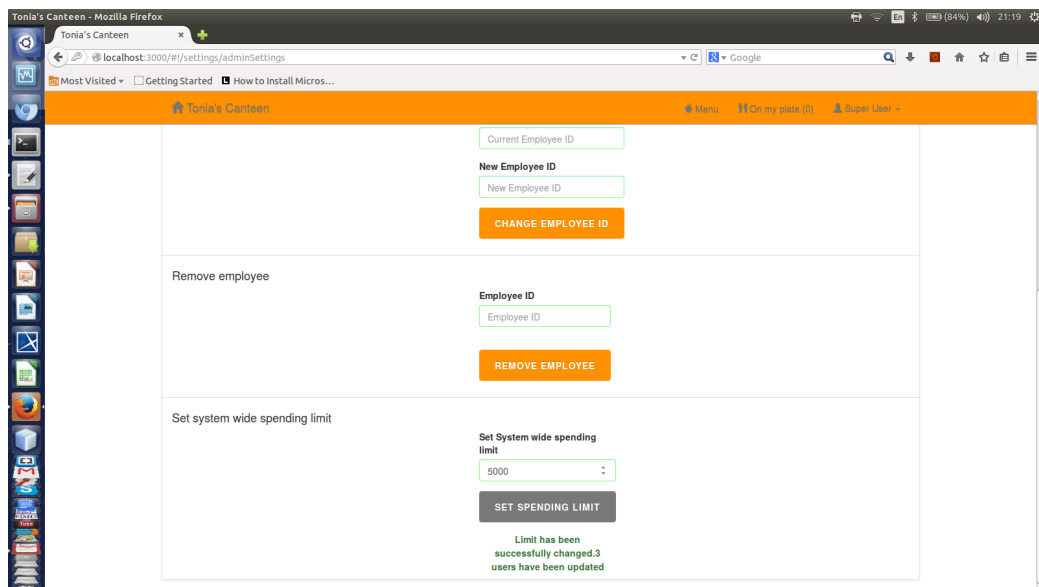 Tonia's Canteen - Mozilla Firefox
En
(84%)
21:19
Tonia's Canteen
localhost:3000/#!/settings/adminSettings
Google
Most Visited
Getting Started
How to Install Micros...
Tonia's Canteen
Menu
On my plate (0)
Super User
Current Employee ID
New Employee ID
New Employee ID
CHANGE EMPLOYEE ID
Remove employee
Employee ID
Employee ID
REMOVE EMPLOYEE
Set system wide spending limit
Set System wide spending
limit
5000
SET SPENDING LIMIT
Limit has been
successfully changed.3
users have been updated